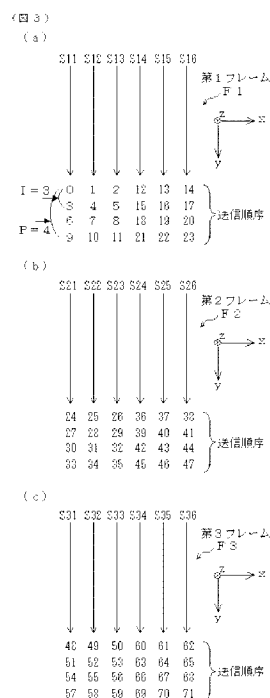 (図3)
(a)
S11 S12 S13 S14 S15 S16
第1フレーム
F1
z
x
y
I=3
0 1 2 12 13 14
3 4 5 15 16 17
6 7 8 18 19 20
P=4
9 10 11 21 22 23
送信順序
(b)
S21 S22 S23 S24 S25 S26
第2フレーム
F2
z
x
y
24 25 26 36 37 38
27 28 29 39 40 41
30 31 32 42 43 44
33 34 35 45 46 47
送信順序
(c)
S31 S32 S33 S34 S35 S36
第3フレーム
F3
z
x
y
48 49 50 60 61 62
51 52 53 63 64 65
54 55 56 66 67 68
57 58 59 69 70 71
送信順序